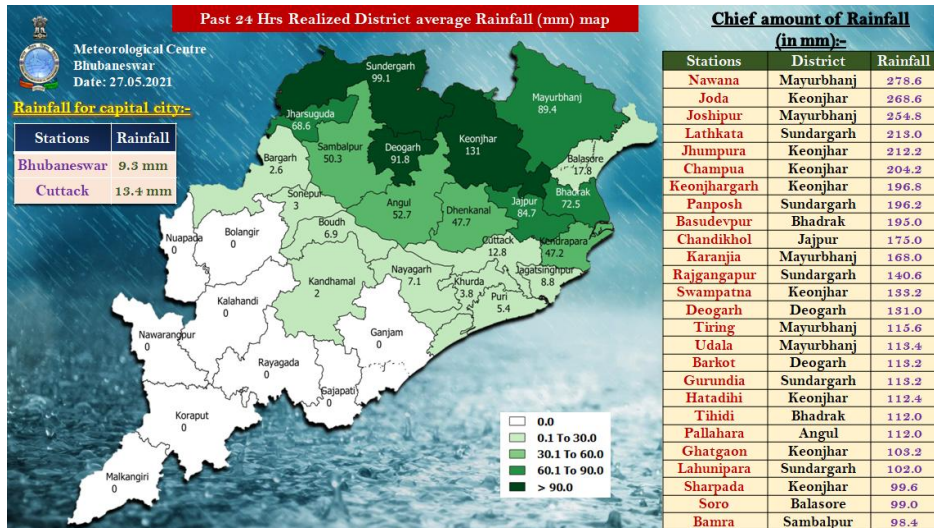 Past 24 Hrs Realized District average Rainfall (mm) map
Meteorological Centre
Bhubaneswar
Date: 27.05.2021
Rainfall for capital city:-
Stations Rainfall
Bhubaneswar 9.3 mm
Cuttack 13.4 mm
Sundergarh
99.1
Mayurbhanj
89.4
Jharsuguda
68.6
Sambalpur
50.3
Deogarh
91.8
Keonjhar
131
Balasore
17.8
Bargarh
2.6
Sonepur
3
Angul
52.7
Dhenkanal
47.7
Jajpur
84.7
Bhadrak
72.5
Boudh
6.9
Nuapada
0
Bolangir
0
Cuttack
12.8
Kendrapara
47.2
Kandhamal
2
Nayagarh
7.1
Khurda
3.8
Jagatsinghpur
8.8
Puri
5.4
Kalahandi
0
Ganjam
0
Nawarangpur
0
Rayagada
0
Gajapati
0
Koraput
0
Malkangiri
0
0.0
0.1 To 30.0
30.1 To 60.0
60.1 To 90.0
> 90.0
Chief amount of Rainfall
(in mm):-
Stations District Rainfall
Nawana Mayurbhanj 278.6
Joda Keonjhar 268.6
Joshipur Mayurbhanj 254.8
Lathkata Sundargarh 213.0
Jhumpura Keonjhar 212.2
Champua Keonjhar 204.2
Keonjhargarh Keonjhar 196.8
Panposh Sundargarh 196.2
Basudevpur Bhadrak 195.0
Chandikhol Jajpur 175.0
Karanjia Mayurbhanj 168.0
Rajgangapur Sundargarh 140.6
Swampatna Keonjhar 133.2
Deogarh Deogarh 131.0
Tiring Mayurbhanj 115.6
Udala Mayurbhanj 113.4
Barkot Deogarh 113.2
Gurundia Sundargarh 113.2
Hatadihi Keonjhar 112.4
Tihidi Bhadrak 112.0
Pallahara Angul 112.0
Ghatgaon Keonjhar 103.2
Lahunipara Sundargarh 102.0
Sharpada Keonjhar 99.6
Soro Balasore 99.0
Bamra Sambalpur 98.4